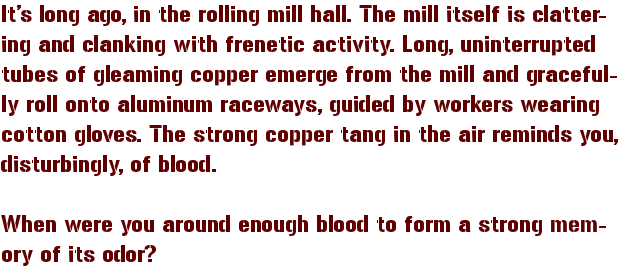 It's long ago, in the rolling mill hall. The mill itself is clatter-
ing and clanking with frenetic activity. Long, uninterrupted
tubes of gleaming copper emerge from the mill and graceful-
ly roll onto aluminum raceways, guided by workers wearing
cotton gloves. The strong copper tang in the air reminds you,
disturbingly, of blood.

When were you around enough blood to form a strong mem-
ory of its odor?